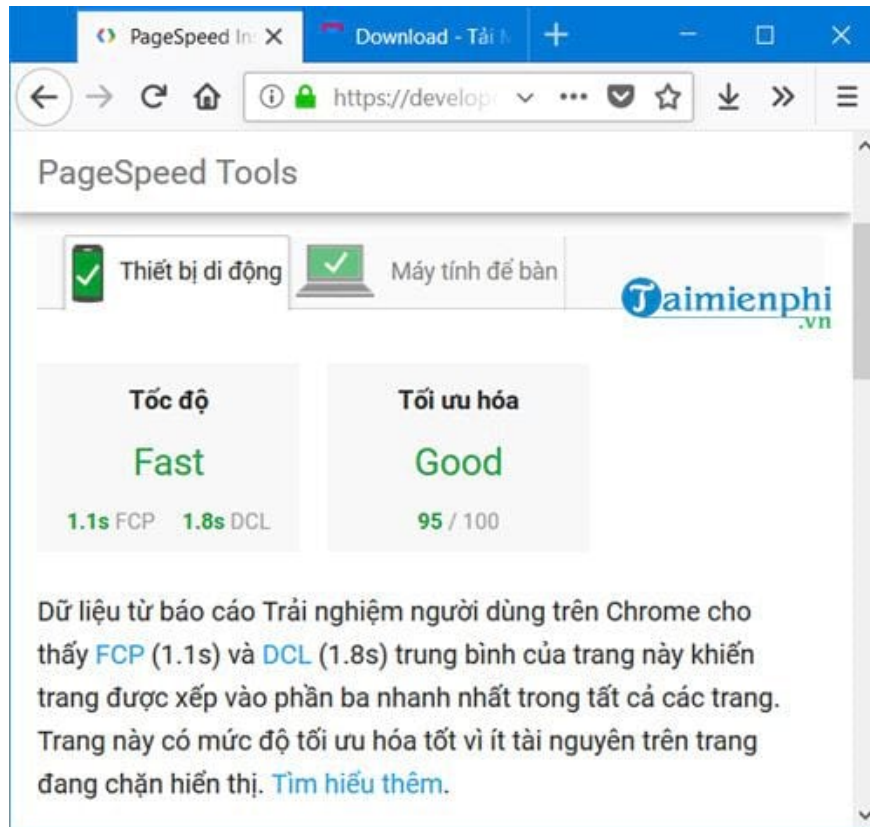 PageSpeed In
Download - Tải
https://develop
PageSpeed Tools
Thiết bị di động
Máy tính để bàn
Taimienphi
.vn
Tốc độ
Tối ưu hóa
Fast
Good
1.1s FCP 1.8s DCL
95 / 100
Dữ liệu từ báo cáo Trải nghiệm người dùng trên Chrome cho
thấy FCP (1.1s) và DCL (1.8s) trung bình của trang này khiến
trang được xếp vào phần ba nhanh nhất trong tất cả các trang.
Trang này có mức độ tối ưu hóa tốt vì ít tài nguyên trên trang
đang chặn hiển thị. Tìm hiểu thêm.